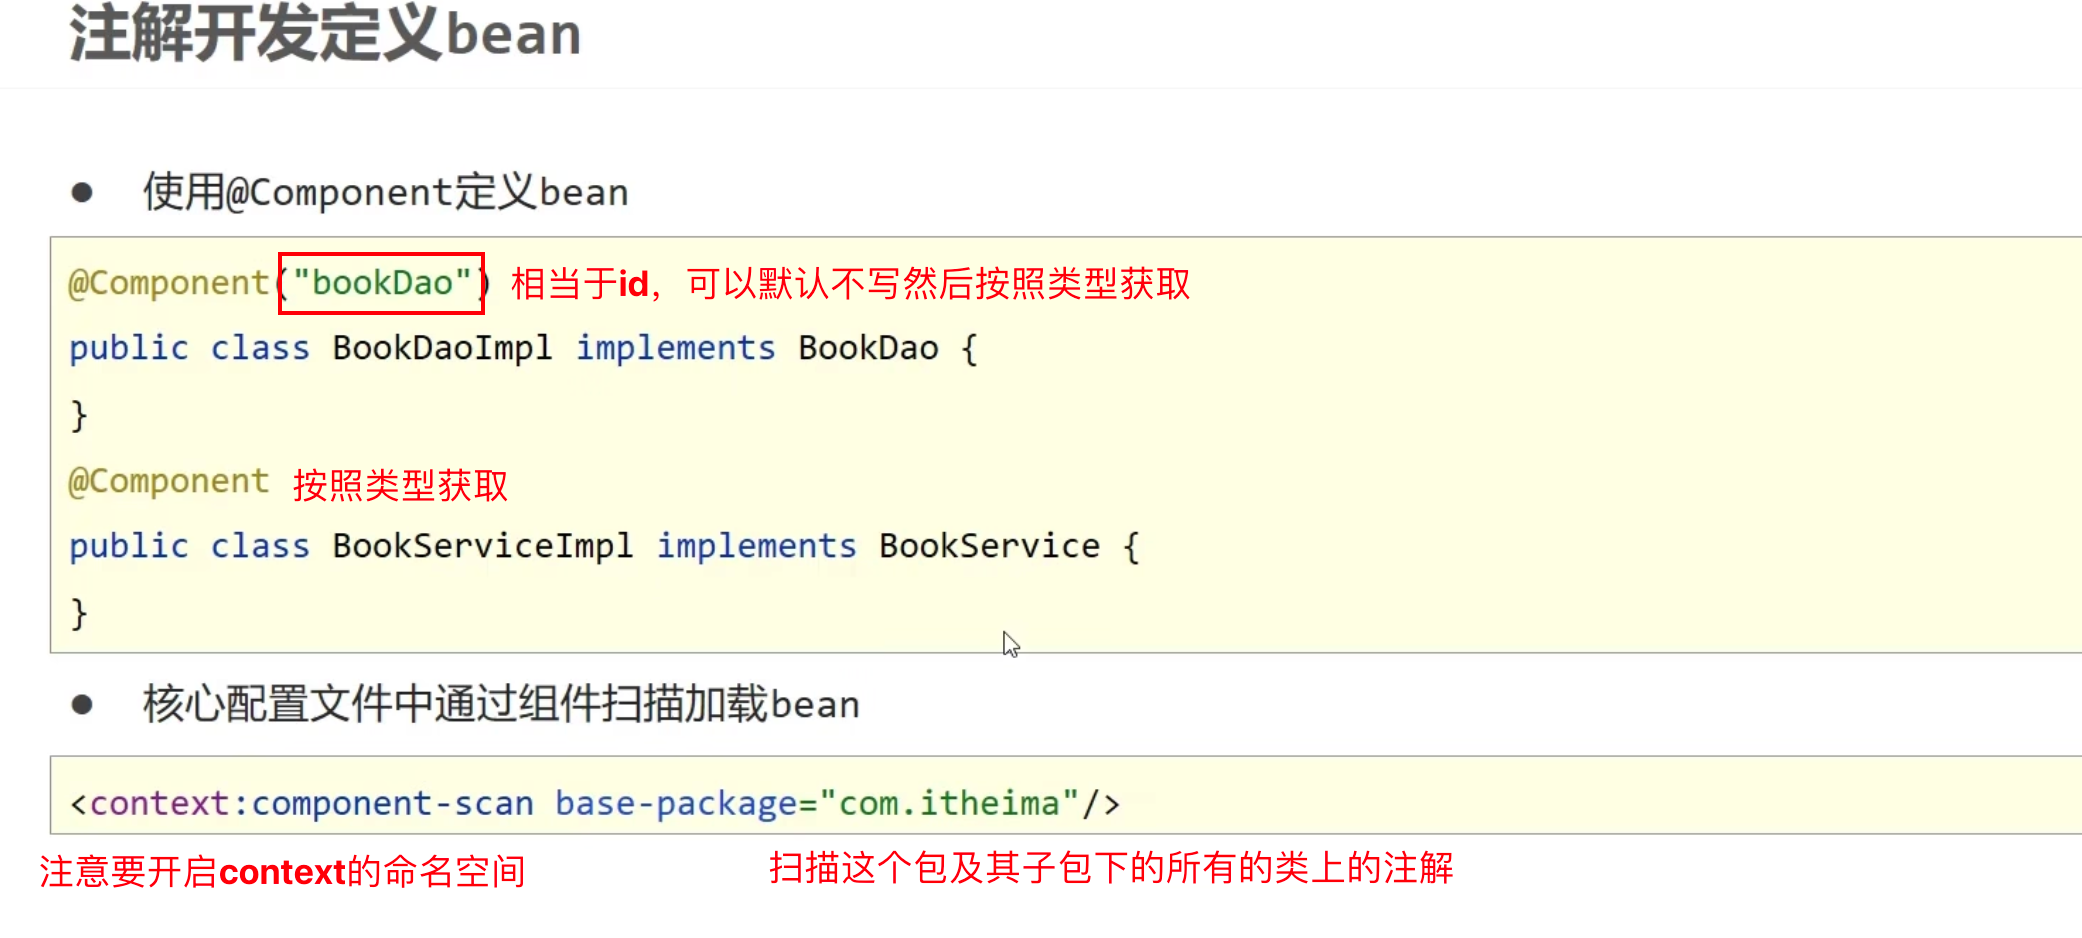 注解开发定义bean
● 使用@Component定义bean
@Component("bookDao") 相当于id，可以默认不写然后按照类型获取
public class BookDaoImpl implements BookDao {
}
@Component 按照类型获取
public class BookServiceImpl implements BookService {
}
● 核心配置文件中通过组件扫描加载bean
<context:component-scan base-package="com.itheima"/>
注意要开启context的命名空间 扫描这个包及其子包下的所有的类上的注解